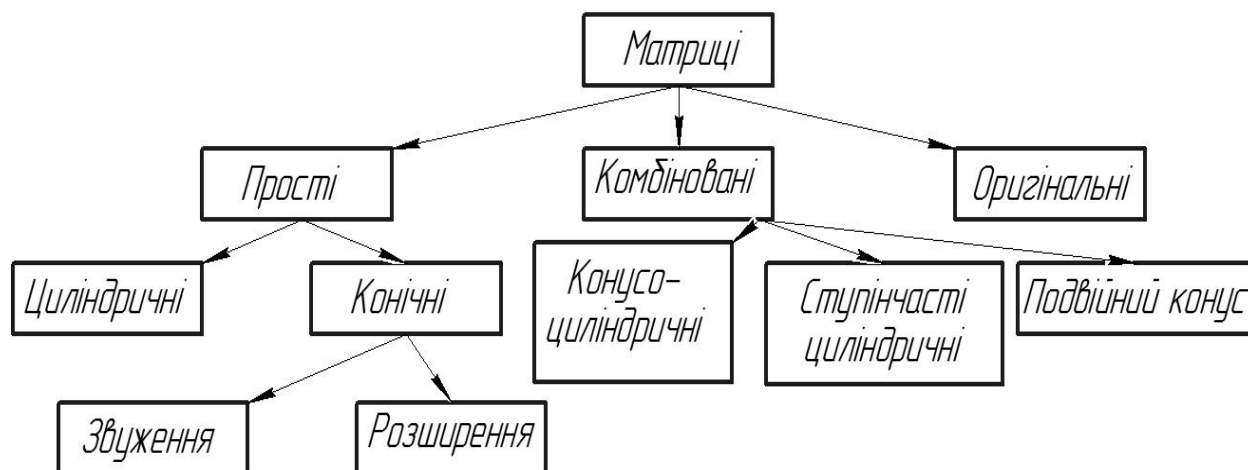 Матриці
Прості
Комбіновані
Оригінальні
Циліндричні
Конічні
Конусо-
циліндричні
Ступінчасті
циліндричні
Подвійний конус
Звуження
Розширення